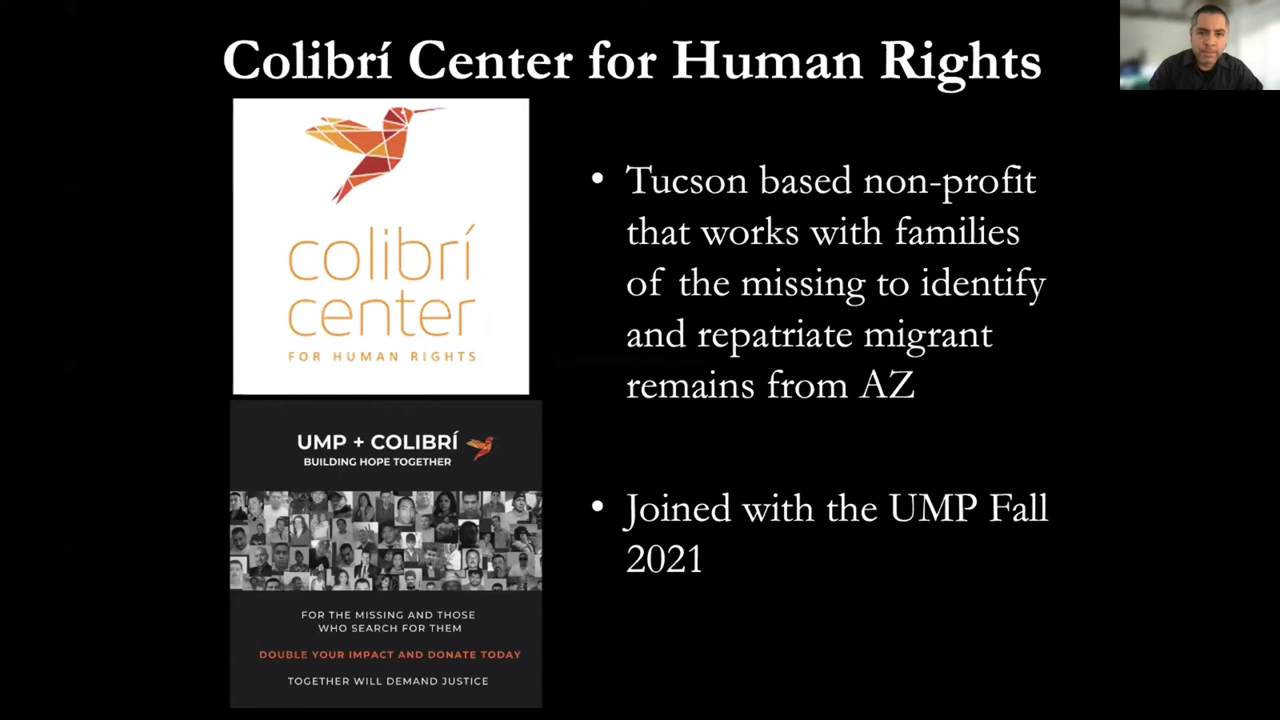 Colibrí Center for Human Rights
colibrí
center
FOR HUMAN RIGHTS
UMP + COLIBRÍ
BUILDING HOPE TOGETHER
FOR THE MISSING AND THOSE
WHO SEARCH FOR THEM
DOUBLE YOUR IMPACT AND DONATE TODAY
TOGETHER WILL DEMAND JUSTICE
• Tucson based non-profit
that works with families
of the missing to identify
and repatriate migrant
remains from AZ
• Joined with the UMP Fall
2021